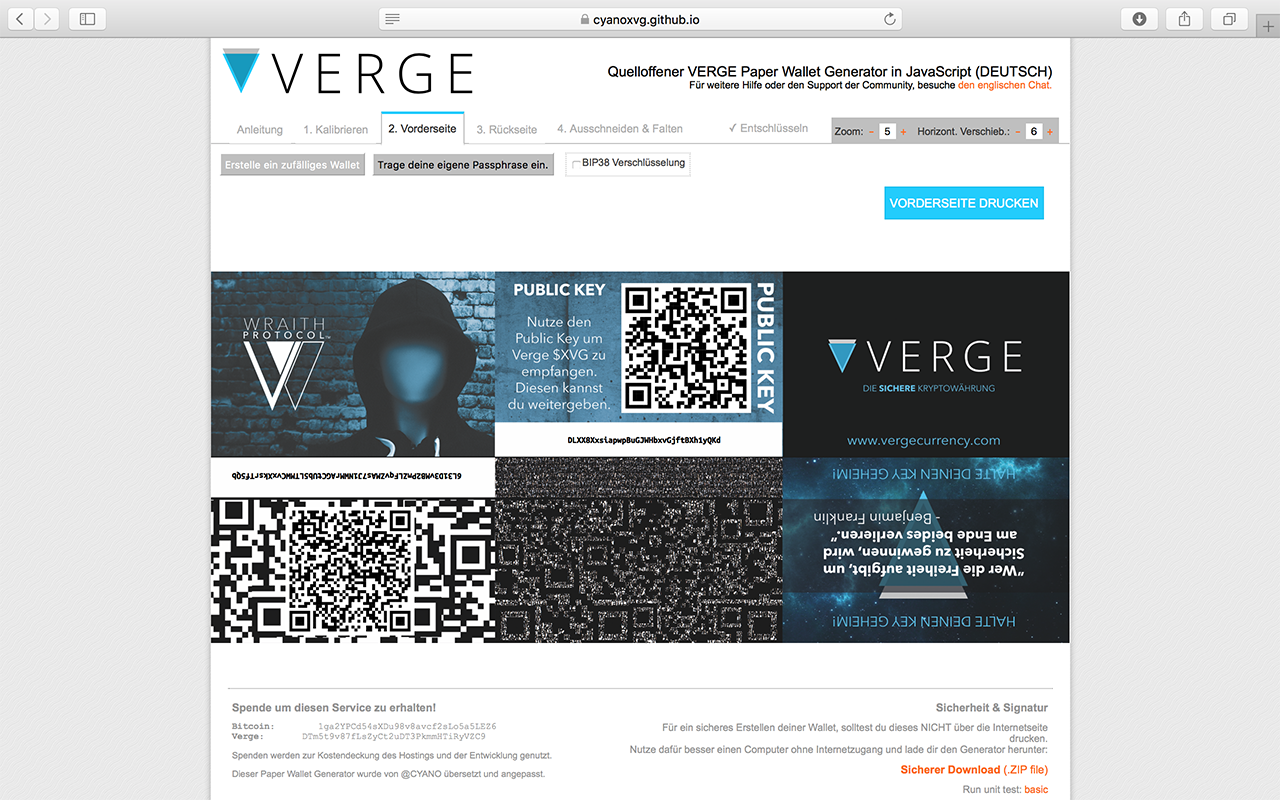 cyanoxvg.github.io
VERGE
Quelloffener VERGE Paper Wallet Generator in JavaScript (DEUTSCH)
Für weitere Hilfe oder den Support der Community, besuche den englischen Chat.
Anleitung
1. Kalibrieren
2. Vorderseite
3. Rückseite
4. Ausschneiden & Falten
✓ Entschlüsseln
Zoom: - 5 + Horizont. Verschieb.: - 6 +
Erstelle ein zufälliges Wallet
Trage deine eigene Passphrase ein.
BIP38 Verschlüsselung
VORDERSEITE DRUCKEN
WRAITH
PROTOCOL™
PUBLIC KEY
Nutze den
Public Key um
Verge $XVG zu
empfangen.
Diesen kannst
du weitergeben.
PUBLIC KEY
DLXXBXxsiapwpBuGJWHbxvGjftBXh1yQKd
VERGE
DIE SICHERE KRYPTOWÄHRUNG
www.vergecurrency.com
HALTE DEINEN KEY GEHEIM!
„Wer die Freiheit aufgibt, um
Sicherheit zu gewinnen, wird
am Ende beides verlieren.“
- Benjamin Franklin
HALTE DEINEN KEY GEHEIM!
Spende um diesen Service zu erhalten!
Bitcoin: 1ga2YPCd54sXDu98v8avcf2sLo5a5LEZ6
Verge: DTm5t9v87fLsZyCt2uDT3PkmmHTiRyVZC9
Spenden werden zur Kostendeckung des Hostings und der Entwicklung genutzt.
Dieser Paper Wallet Generator wurde von @CYANO übersetzt und angepasst.
Sicherheit & Signatur
Für ein sicheres Erstellen deiner Wallet, solltest du dieses NICHT über die Internetseite
drucken.
Nutze dafür besser einen Computer ohne Internetzugang und lade dir den Generator herunter:
Sicherer Download (.ZIP file)
Run unit test: basic